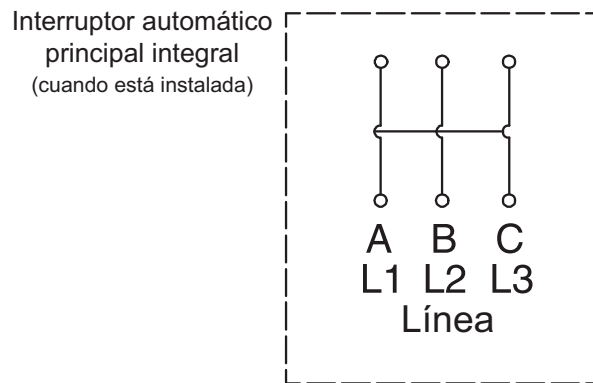 Interruptor automático
principal integral
(cuando está instalada)
A B C
L1 L2 L3
Línea